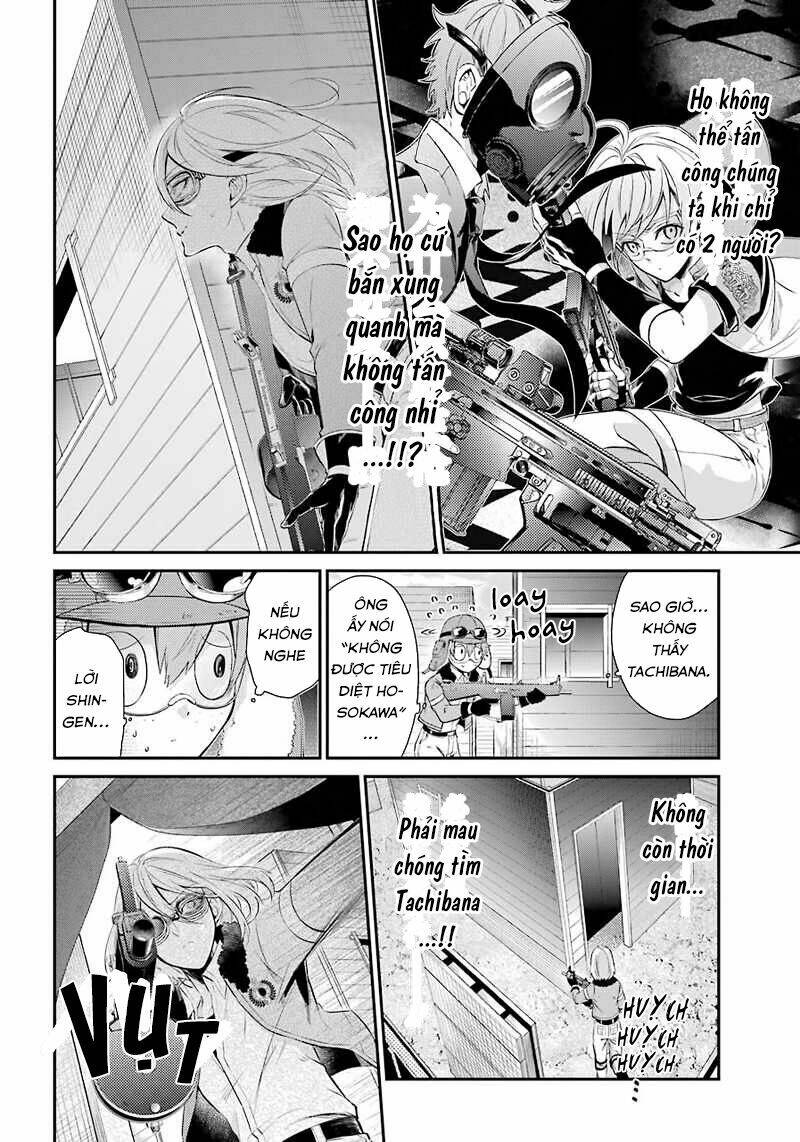 Họ không
thể tấn
công chúng
ta khi chỉ
có 2 người?
Sao họ cứ
bắn xung
quanh mà
không tấn
công nhỉ
...!!?
SAO GIỜ...
KHÔNG
THẤY
TACHIBANA.
loay
hoay
ÔNG
ẤY NÓI
"KHÔNG
ĐƯỢC TIÊU
DIỆT HO-
SOKAWA"
...
NẾU
KHÔNG
NGHE
LỜI
SHIN-
GEN...
Không
còn thời
gian...
Phải mau
chóng tìm
Tachibana
...!!
HUỴCH
HUỴCH
HUỴCH
...
VỤT